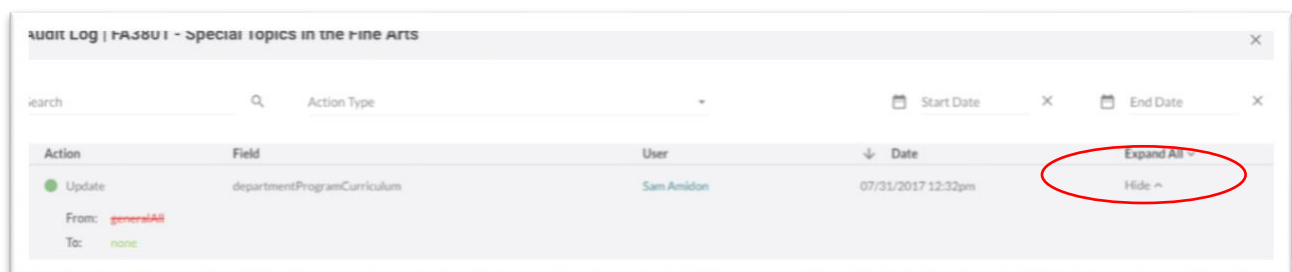 Audit Log | FA3801 - Special Topics in the Fine Arts
Search Action Type Start Date End Date
Action Field User Date Expand All
Update departmentProgramCurriculum Sam Amidon 07/31/2017 12:32pm Hide
From: generalAll
To: none